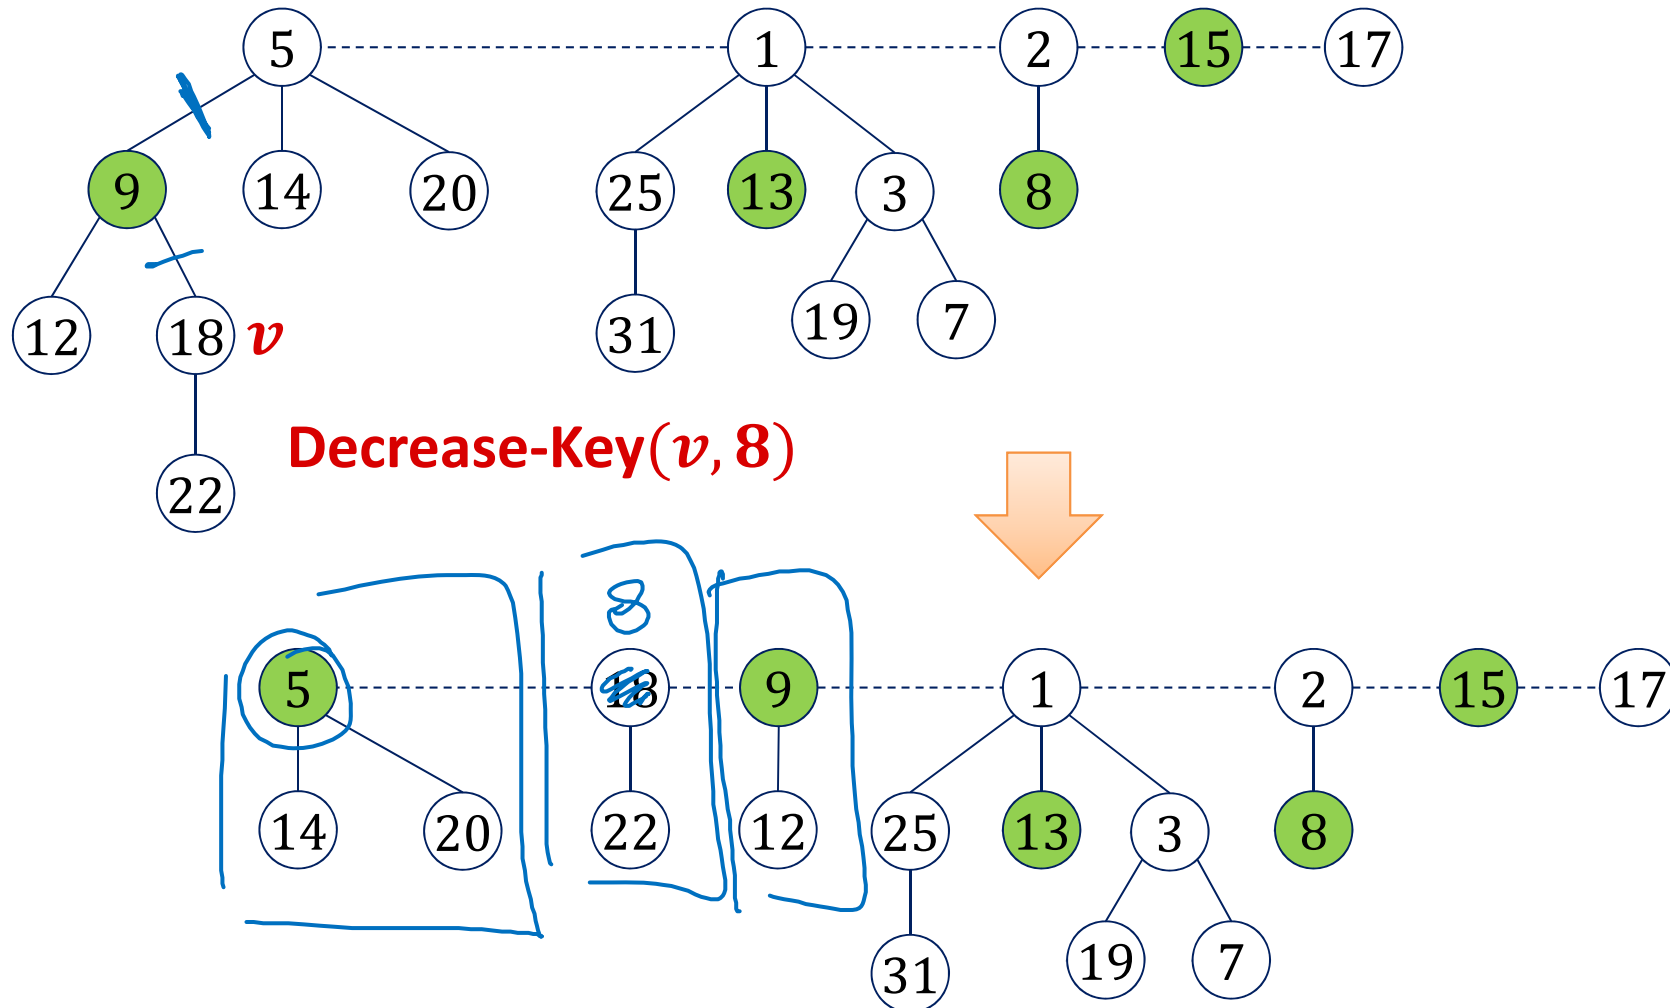 5 1 2 15 17
9 14 20 25 13 3 8
12 18 v 31 19 7
22
Decrease-Key(v, 8)
8
5 18 9 1 2 15 17
14 20 22 12 25 13 3 8
31 19 7